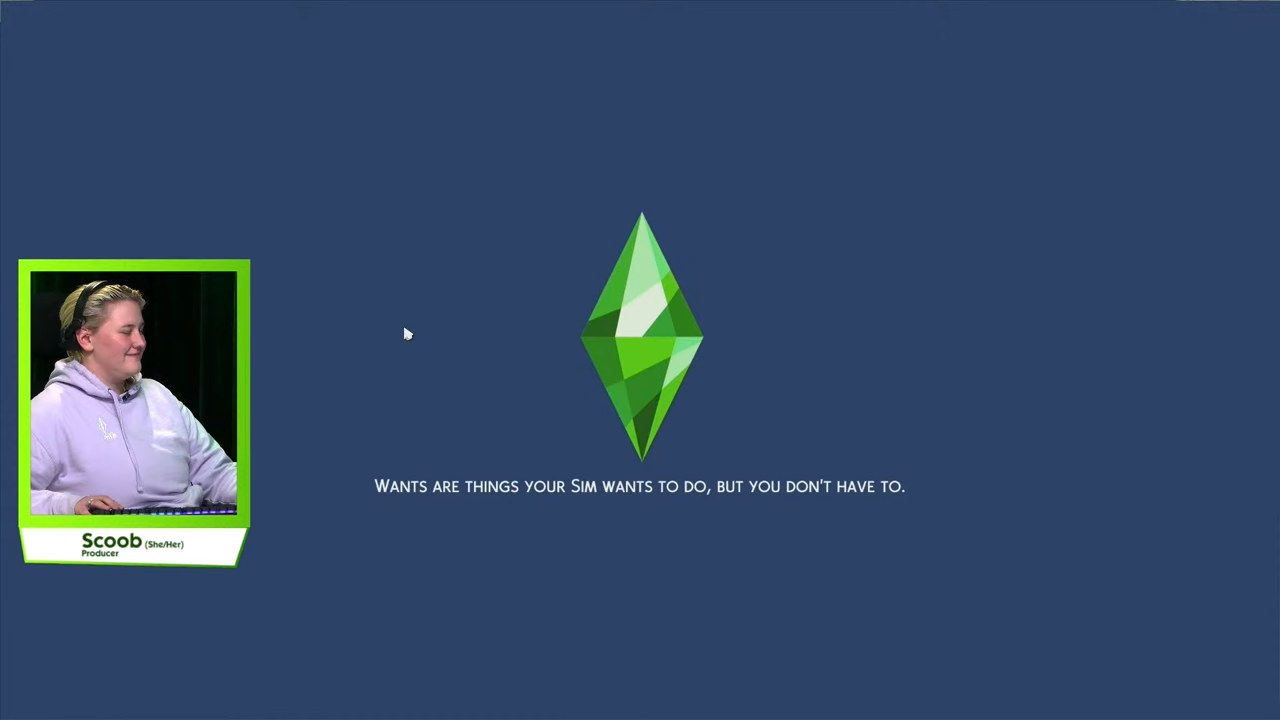 WANTS ARE THINGS YOUR SIM WANTS TO DO, BUT YOU DON'T HAVE TO.
Scoob (She/Her)
Producer